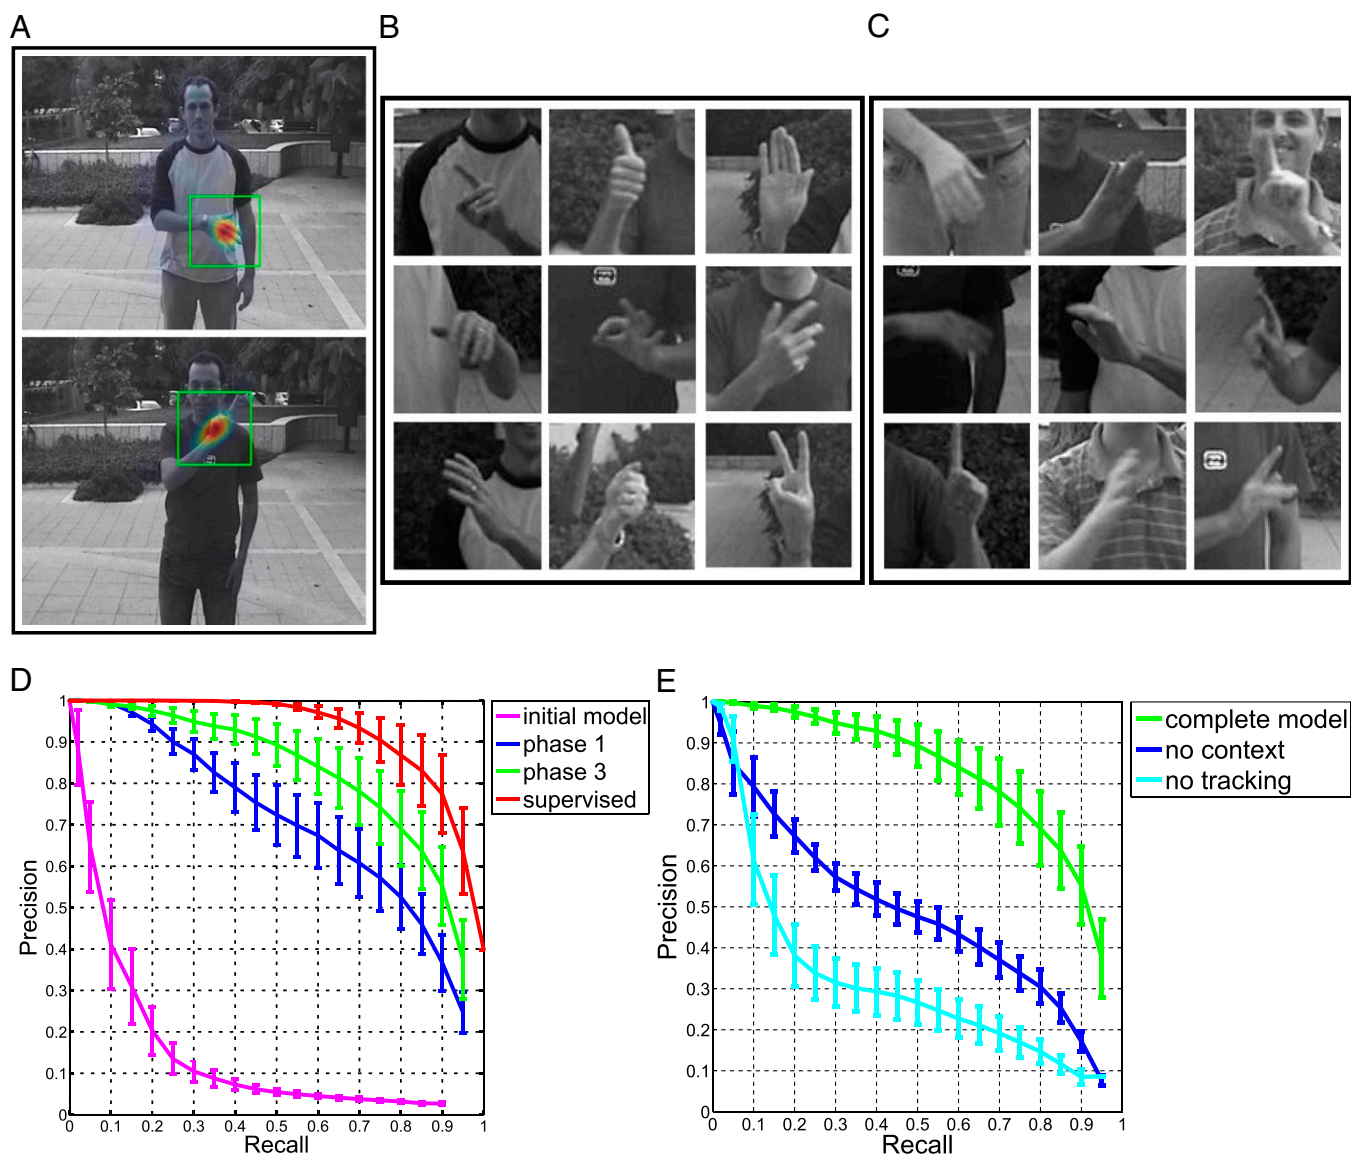 A
B
C
D
1
0.9
0.8
0.7
0.6
0.5
0.4
0.3
0.2
0.1
0
0 0.1 0.2 0.3 0.4 0.5 0.6 0.7 0.8 0.9 1
Precision
Recall
initial model
phase 1
phase 3
supervised
E
1
0.9
0.8
0.7
0.6
0.5
0.4
0.3
0.2
0.1
0
0 0.1 0.2 0.3 0.4 0.5 0.6 0.7 0.8 0.9 1
Precision
Recall
complete model
no context
no tracking